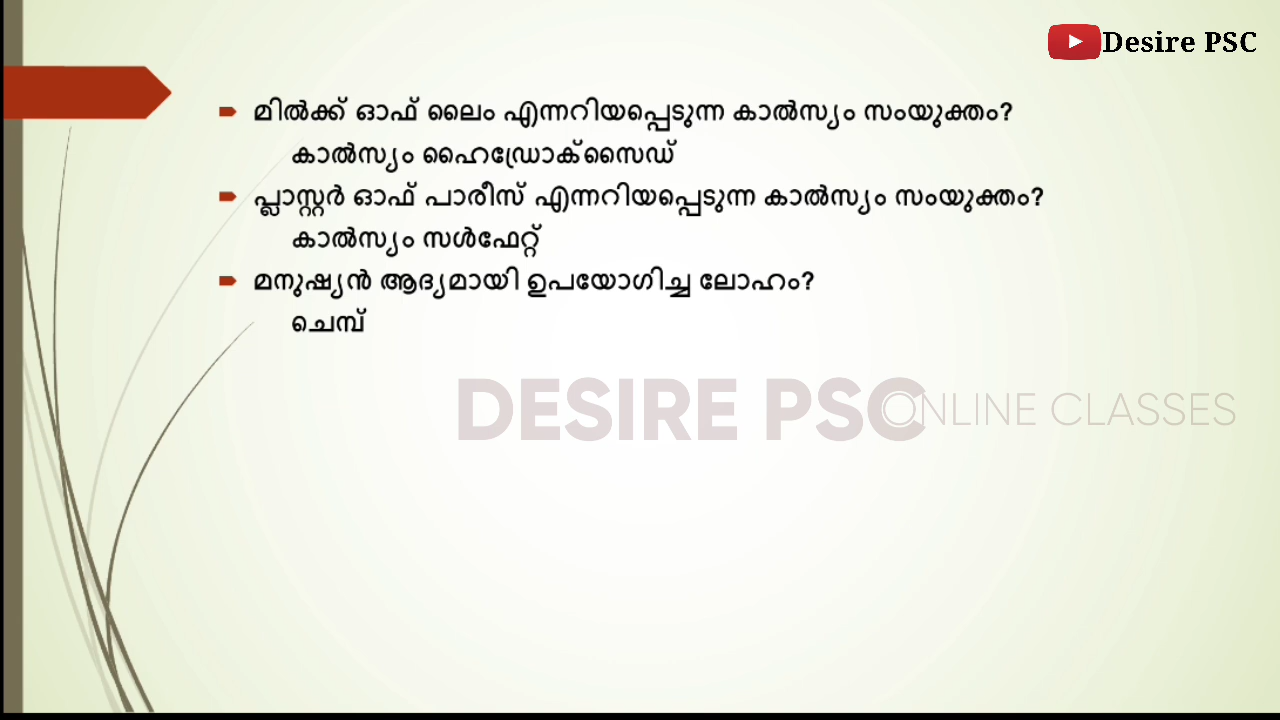 Desire PSC
മിൽക്ക് ഓഫ് ലൈം എന്നറിയപ്പെടുന്ന കാൽസ്യം സംയുക്തം?
കാൽസ്യം ഹൈഡ്രോക്സൈഡ്
പ്ലാസ്റ്റർ ഓഫ് പാരീസ് എന്നറിയപ്പെടുന്ന കാൽസ്യം സംയുക്തം?
കാൽസ്യം സൾഫേറ്റ്
മനുഷ്യൻ ആദ്യമായി ഉപയോഗിച്ച ലോഹം?
ചെമ്പ്
DESIRE PSC ONLINE CLASSES